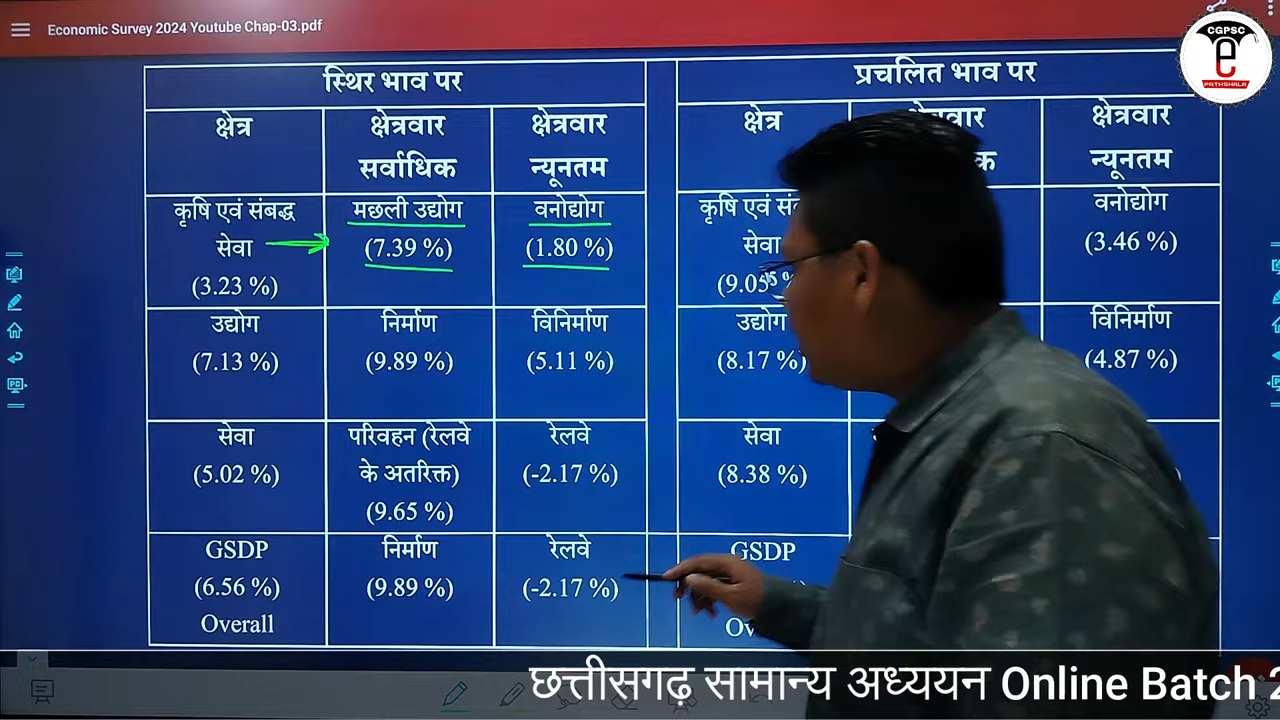 Economic Survey 2024 Youtube Chap-03.pdf
CGPSC
e
PATHSHALA
स्थिर भाव पर
क्षेत्र
क्षेत्रवार
सर्वाधिक
क्षेत्रवार
न्यूनतम
कृषि एवं संबद्ध
सेवा
(3.23 %)
मछली उद्योग
(7.39 %)
वनोद्योग
(1.80 %)
उद्योग
(7.13 %)
निर्माण
(9.89 %)
विनिर्माण
(5.11 %)
सेवा
(5.02 %)
परिवहन (रेलवे
के अतरिक्त)
(9.65 %)
रेलवे
(-2.17 %)
GSDP
(6.56 %)
Overall
निर्माण
(9.89 %)
रेलवे
(-2.17 %)
प्रचलित भाव पर
क्षेत्र
क्षेत्रवार
न्यूनतम
कृषि एवं
सेवा
वनोद्योग
(3.46 %)
उद्योग
(8.17 %)
विनिर्माण
(4.87 %)
सेवा
(8.38 %)
GSDP
छत्तीसगढ़ सामान्य अध्ययन Online Batch